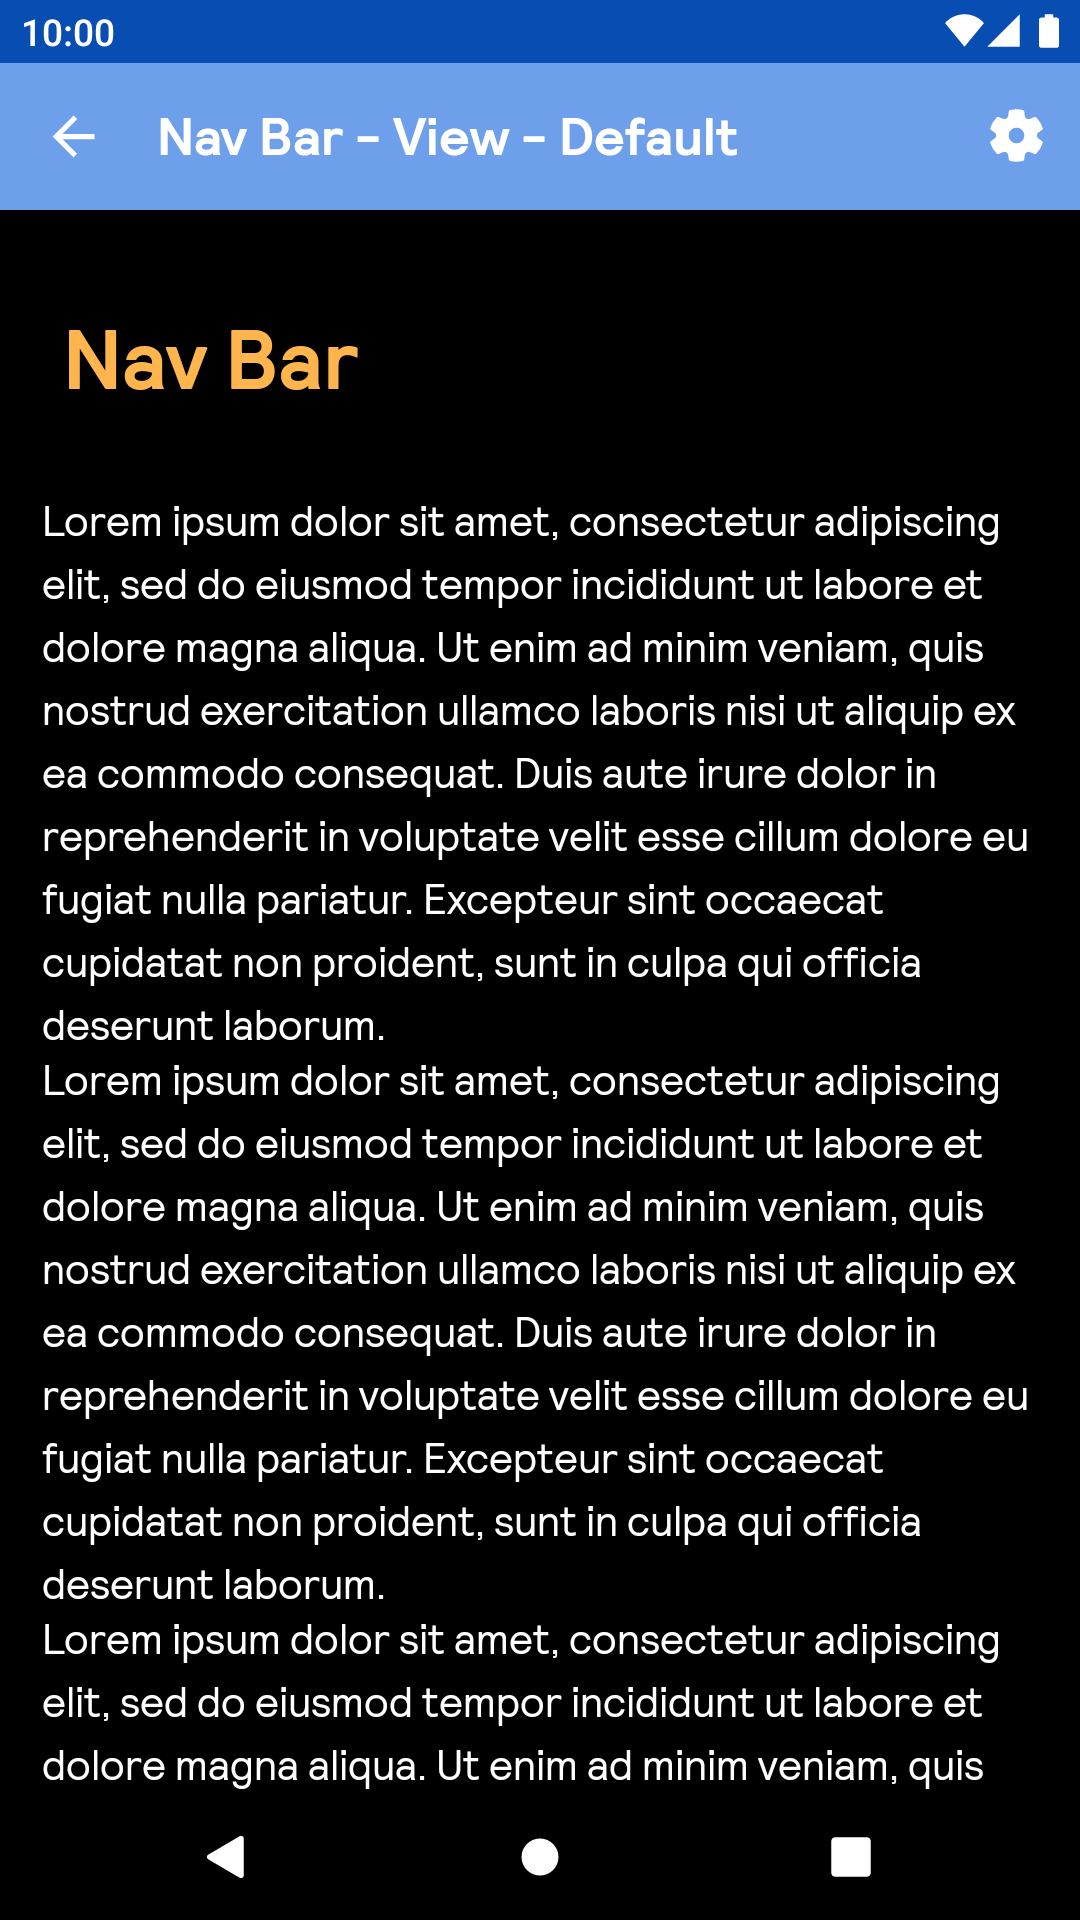 10:00
Nav Bar - View - Default
Nav Bar
Lorem ipsum dolor sit amet, consectetur adipiscing
elit, sed do eiusmod tempor incididunt ut labore et
dolore magna aliqua. Ut enim ad minim veniam, quis
nostrud exercitation ullamco laboris nisi ut aliquip ex
ea commodo consequat. Duis aute irure dolor in
reprehenderit in voluptate velit esse cillum dolore eu
fugiat nulla pariatur. Excepteur sint occaecat
cupidatat non proident, sunt in culpa qui officia
deserunt laborum.
Lorem ipsum dolor sit amet, consectetur adipiscing
elit, sed do eiusmod tempor incididunt ut labore et
dolore magna aliqua. Ut enim ad minim veniam, quis
nostrud exercitation ullamco laboris nisi ut aliquip ex
ea commodo consequat. Duis aute irure dolor in
reprehenderit in voluptate velit esse cillum dolore eu
fugiat nulla pariatur. Excepteur sint occaecat
cupidatat non proident, sunt in culpa qui officia
deserunt laborum.
Lorem ipsum dolor sit amet, consectetur adipiscing
elit, sed do eiusmod tempor incididunt ut labore et
dolore magna aliqua. Ut enim ad minim veniam, quis